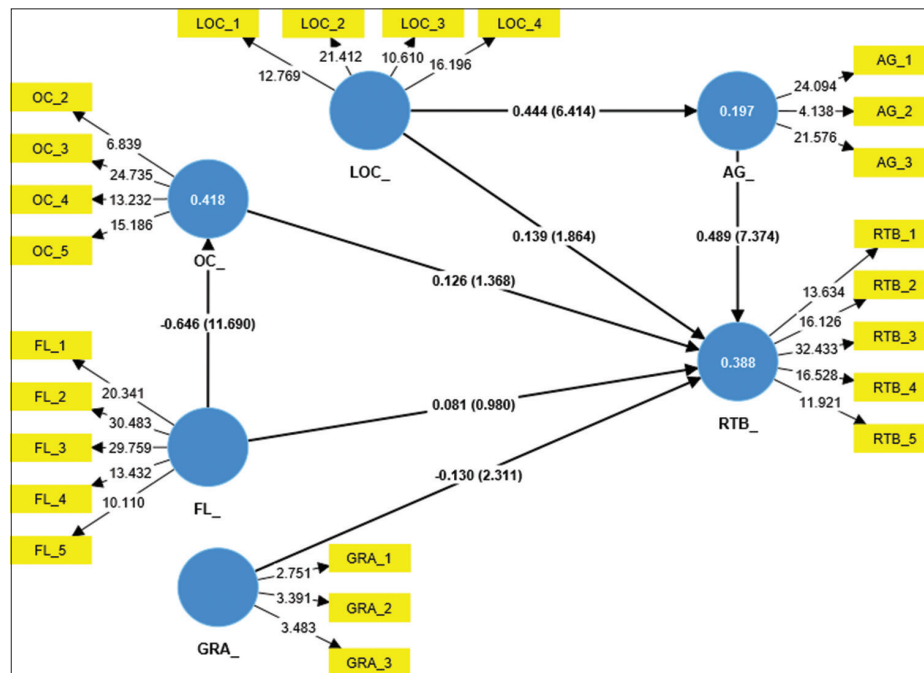 LOC_1
LOC_2
LOC_3
LOC_4
12.769
21.412
10.610
16.196
LOC_
OC_2
OC_3
OC_4
OC_5
6.839
24.735
13.232
15.186
0.418
OC_
0.444 (6.414)
0.197
AG_
24.094
4.138
21.576
AG_1
AG_2
AG_3
0.139 (1.864)
0.489 (7.374)
0.126 (1.368)
-0.646 (11.690)
RTB_1
RTB_2
RTB_3
RTB_4
RTB_5
13.634
16.126
32.433
16.528
11.921
0.388
RTB_
FL_1
FL_2
FL_3
FL_4
FL_5
20.341
30.483
29.759
13.432
10.110
FL_
0.081 (0.980)
-0.130 (2.311)
GRA_
2.751
3.391
3.483
GRA_1
GRA_2
GRA_3